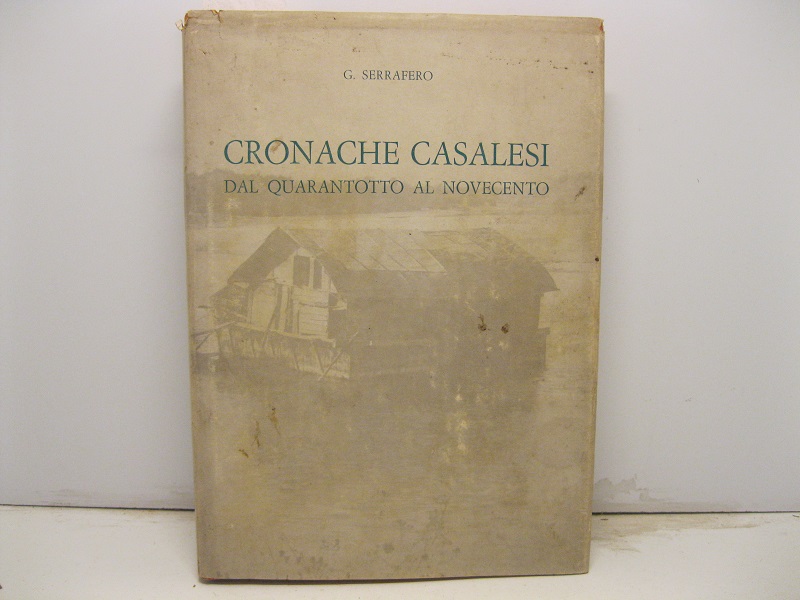 G. SERRAFERO
CRONACHE CASALESI
DAL QUARANTOTTO AL NOVECENTO